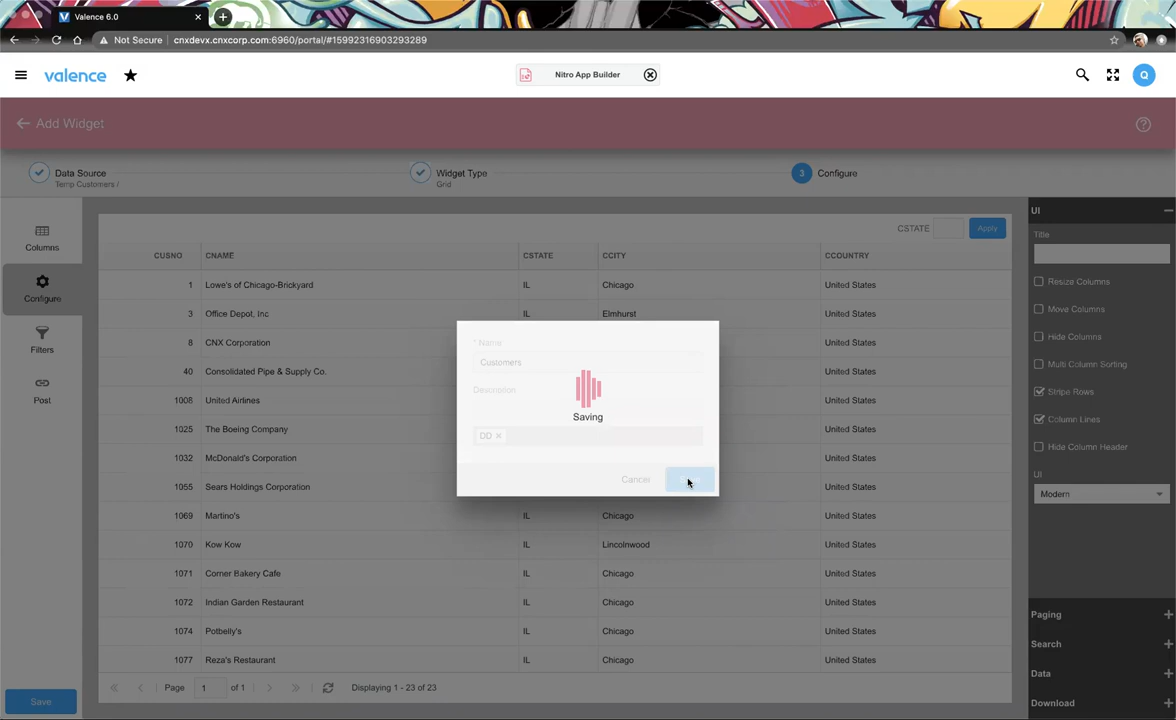 Valence 6.0
Not Secure cnxdevx.cnxcorp.com:6960/portal/#15992316903293289
valence
Nitro App Builder
Q
Add Widget
Data Source
Temp Customers /
Widget Type
Grid
3 Configure
Columns
Configure
Filters
Post
Save
CSTATE Apply
CUSNO CNAME CSTATE CCITY CCOUNTRY
1 Lowe's of Chicago-Brickyard IL Chicago United States
3 Office Depot, Inc IL Elmhurst United States
8 CNX Corporation United States
40 Consolidated Pipe & Supply Co. United States
1008 United Airlines United States
1025 The Boeing Company United States
1032 McDonald's Corporation United States
1055 Sears Holdings Corporation United States
1069 Martino's IL Chicago United States
1070 Kow Kow IL Lincolnwood United States
1071 Corner Bakery Cafe IL Chicago United States
1072 Indian Garden Restaurant IL Chicago United States
1074 Potbelly's IL Chicago United States
1077 Reza's Restaurant IL Chicago United States
Page 1 of 1 Displaying 1 - 23 of 23
* Name
Customers
Description
Saving
DD
Cancel
UI
Title
Resize Columns
Move Columns
Hide Columns
Multi Column Sorting
Stripe Rows
Column Lines
Hide Column Header
UI
Modern
Paging
Search
Data
Download